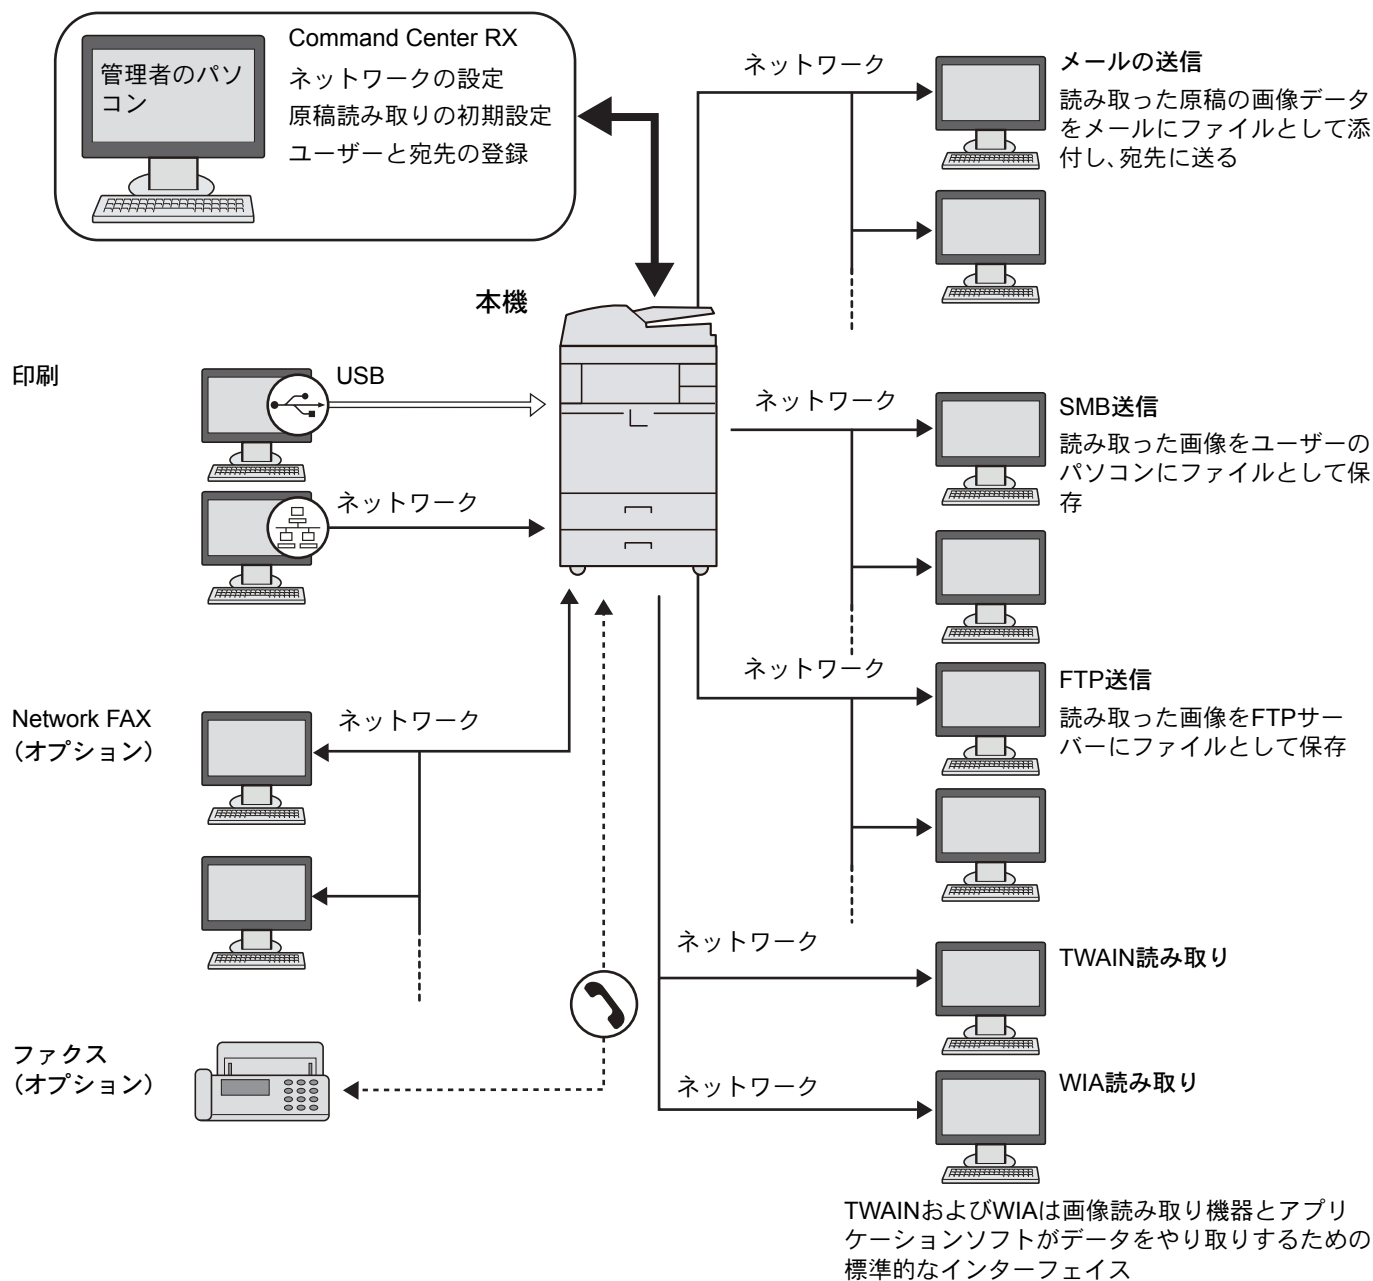 Command Center RX
管理者のパソ
コン
ネットワークの設定
原稿読み取りの初期設定
ユーザーと宛先の登録
ネットワーク
メールの送信
読み取った原稿の画像データ
をメールにファイルとして添
付し、宛先に送る
本機
印刷
USB
ネットワーク
ネットワーク
SMB送信
読み取った画像をユーザーの
パソコンにファイルとして保
存
ネットワーク
FTP送信
読み取った画像をFTPサー
バーにファイルとして保存
Network FAX
（オプション）
ネットワーク
ネットワーク
TWAIN読み取り
ファクス
（オプション）
ネットワーク
WIA読み取り
TWAINおよびWIAは画像読み取り機器とアプリ
ケーションソフトがデータをやり取りするための
標準的なインターフェイス